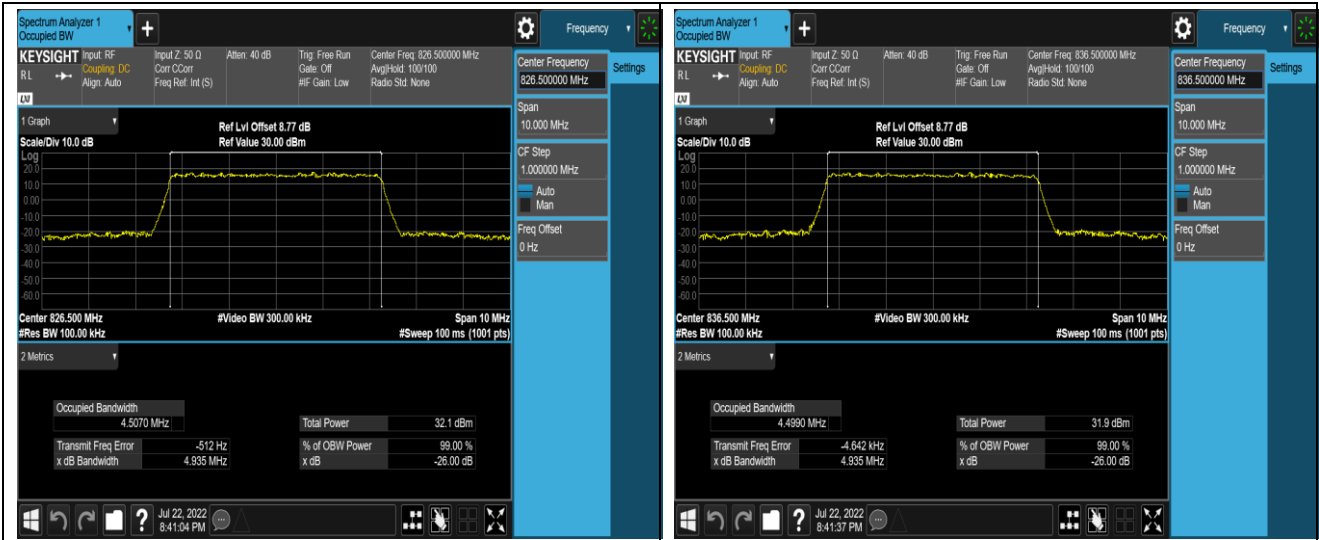 Spectrum Analyzer 1
Occupied BW
+
Frequency
KEYSIGHT
RL
Input: RF
Coupling: DC
Align: Auto
Input Z: 50 Ω
Corr CCorr
Freq Ref: Int (S)
Atten: 40 dB
Trig: Free Run
Gate: Off
#IF Gain: Low
Center Freq: 826.500000 MHz
Avg|Hold: 100/100
Radio Std: None
Center Frequency
826.500000 MHz
Settings
Span
10.000 MHz
CF Step
1.000000 MHz
Auto
Man
Freq Offset
0 Hz
LXI
1 Graph
Scale/Div 10.0 dB
Ref Lvl Offset 8.77 dB
Ref Value 30.00 dBm
Log
20.0
10.0
0.00
-10.0
-20.0
-30.0
-40.0
-50.0
-60.0
Center 826.500 MHz
#Video BW 300.00 kHz
Span 10 MHz
#Res BW 100.00 kHz
#Sweep 100 ms (1001 pts)
2 Metrics
Occupied Bandwidth
4.5070 MHz
Total Power 32.1 dBm
Transmit Freq Error -512 Hz
% of OBW Power 99.00 %
x dB Bandwidth 4.935 MHz
x dB -26.00 dB
?
Jul 22, 2022
8:41:04 PM
Spectrum Analyzer 1
Occupied BW
+
Frequency
KEYSIGHT
RL
Input: RF
Coupling: DC
Align: Auto
Input Z: 50 Ω
Corr CCorr
Freq Ref: Int (S)
Atten: 40 dB
Trig: Free Run
Gate: Off
#IF Gain: Low
Center Freq: 836.500000 MHz
Avg|Hold: 100/100
Radio Std: None
Center Frequency
836.500000 MHz
Settings
Span
10.000 MHz
CF Step
1.000000 MHz
Auto
Man
Freq Offset
0 Hz
LXI
1 Graph
Scale/Div 10.0 dB
Ref Lvl Offset 8.77 dB
Ref Value 30.00 dBm
Log
20.0
10.0
0.00
-10.0
-20.0
-30.0
-40.0
-50.0
-60.0
Center 836.500 MHz
#Video BW 300.00 kHz
Span 10 MHz
#Res BW 100.00 kHz
#Sweep 100 ms (1001 pts)
2 Metrics
Occupied Bandwidth
4.4990 MHz
Total Power 31.9 dBm
Transmit Freq Error -4.642 kHz
% of OBW Power 99.00 %
x dB Bandwidth 4.935 MHz
x dB -26.00 dB
?
Jul 22, 2022
8:41:37 PM